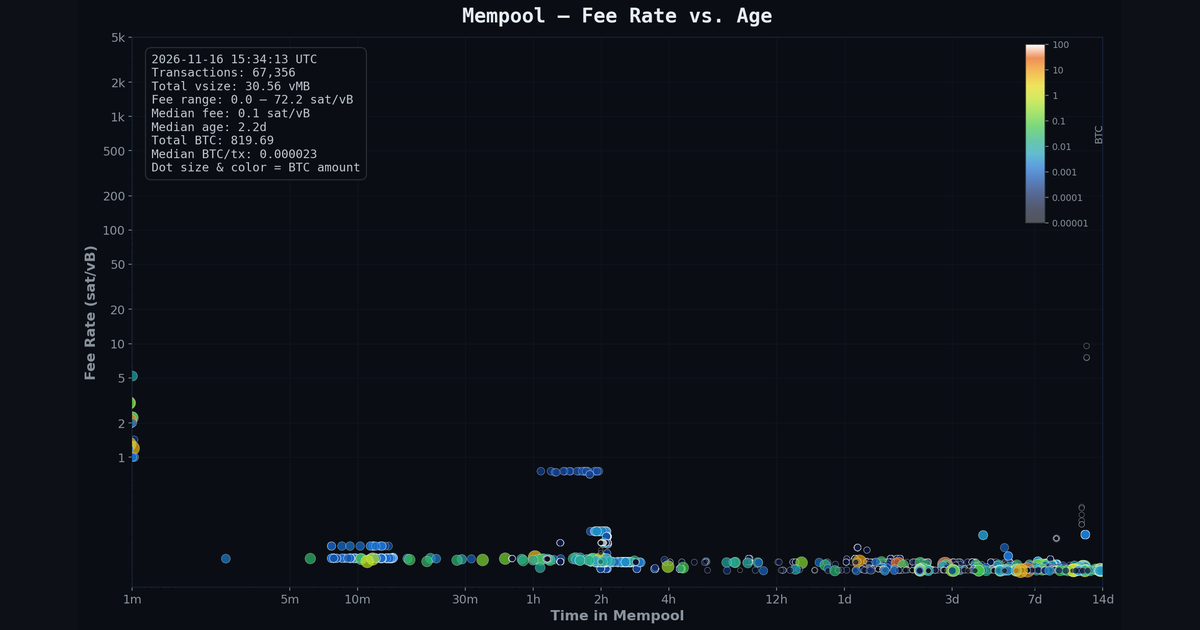 Mempool — Fee Rate vs. Age
2026-11-16 15:34:13 UTC
Transactions: 67,356
Total vsize: 30.56 vMB
Fee range: 0.0 — 72.2 sat/vB
Median fee: 0.1 sat/vB
Median age: 2.2d
Total BTC: 819.69
Median BTC/tx: 0.000023
Dot size & color = BTC amount
100
10
1
0.1
0.01
0.001
0.0001
0.00001
BTC
Fee Rate (sat/vB)
5k
2k
1k
500
200
100
50
20
10
5
2
1
1m 5m 10m 30m 1h 2h 4h 12h 1d 3d 7d 14d
Time in Mempool